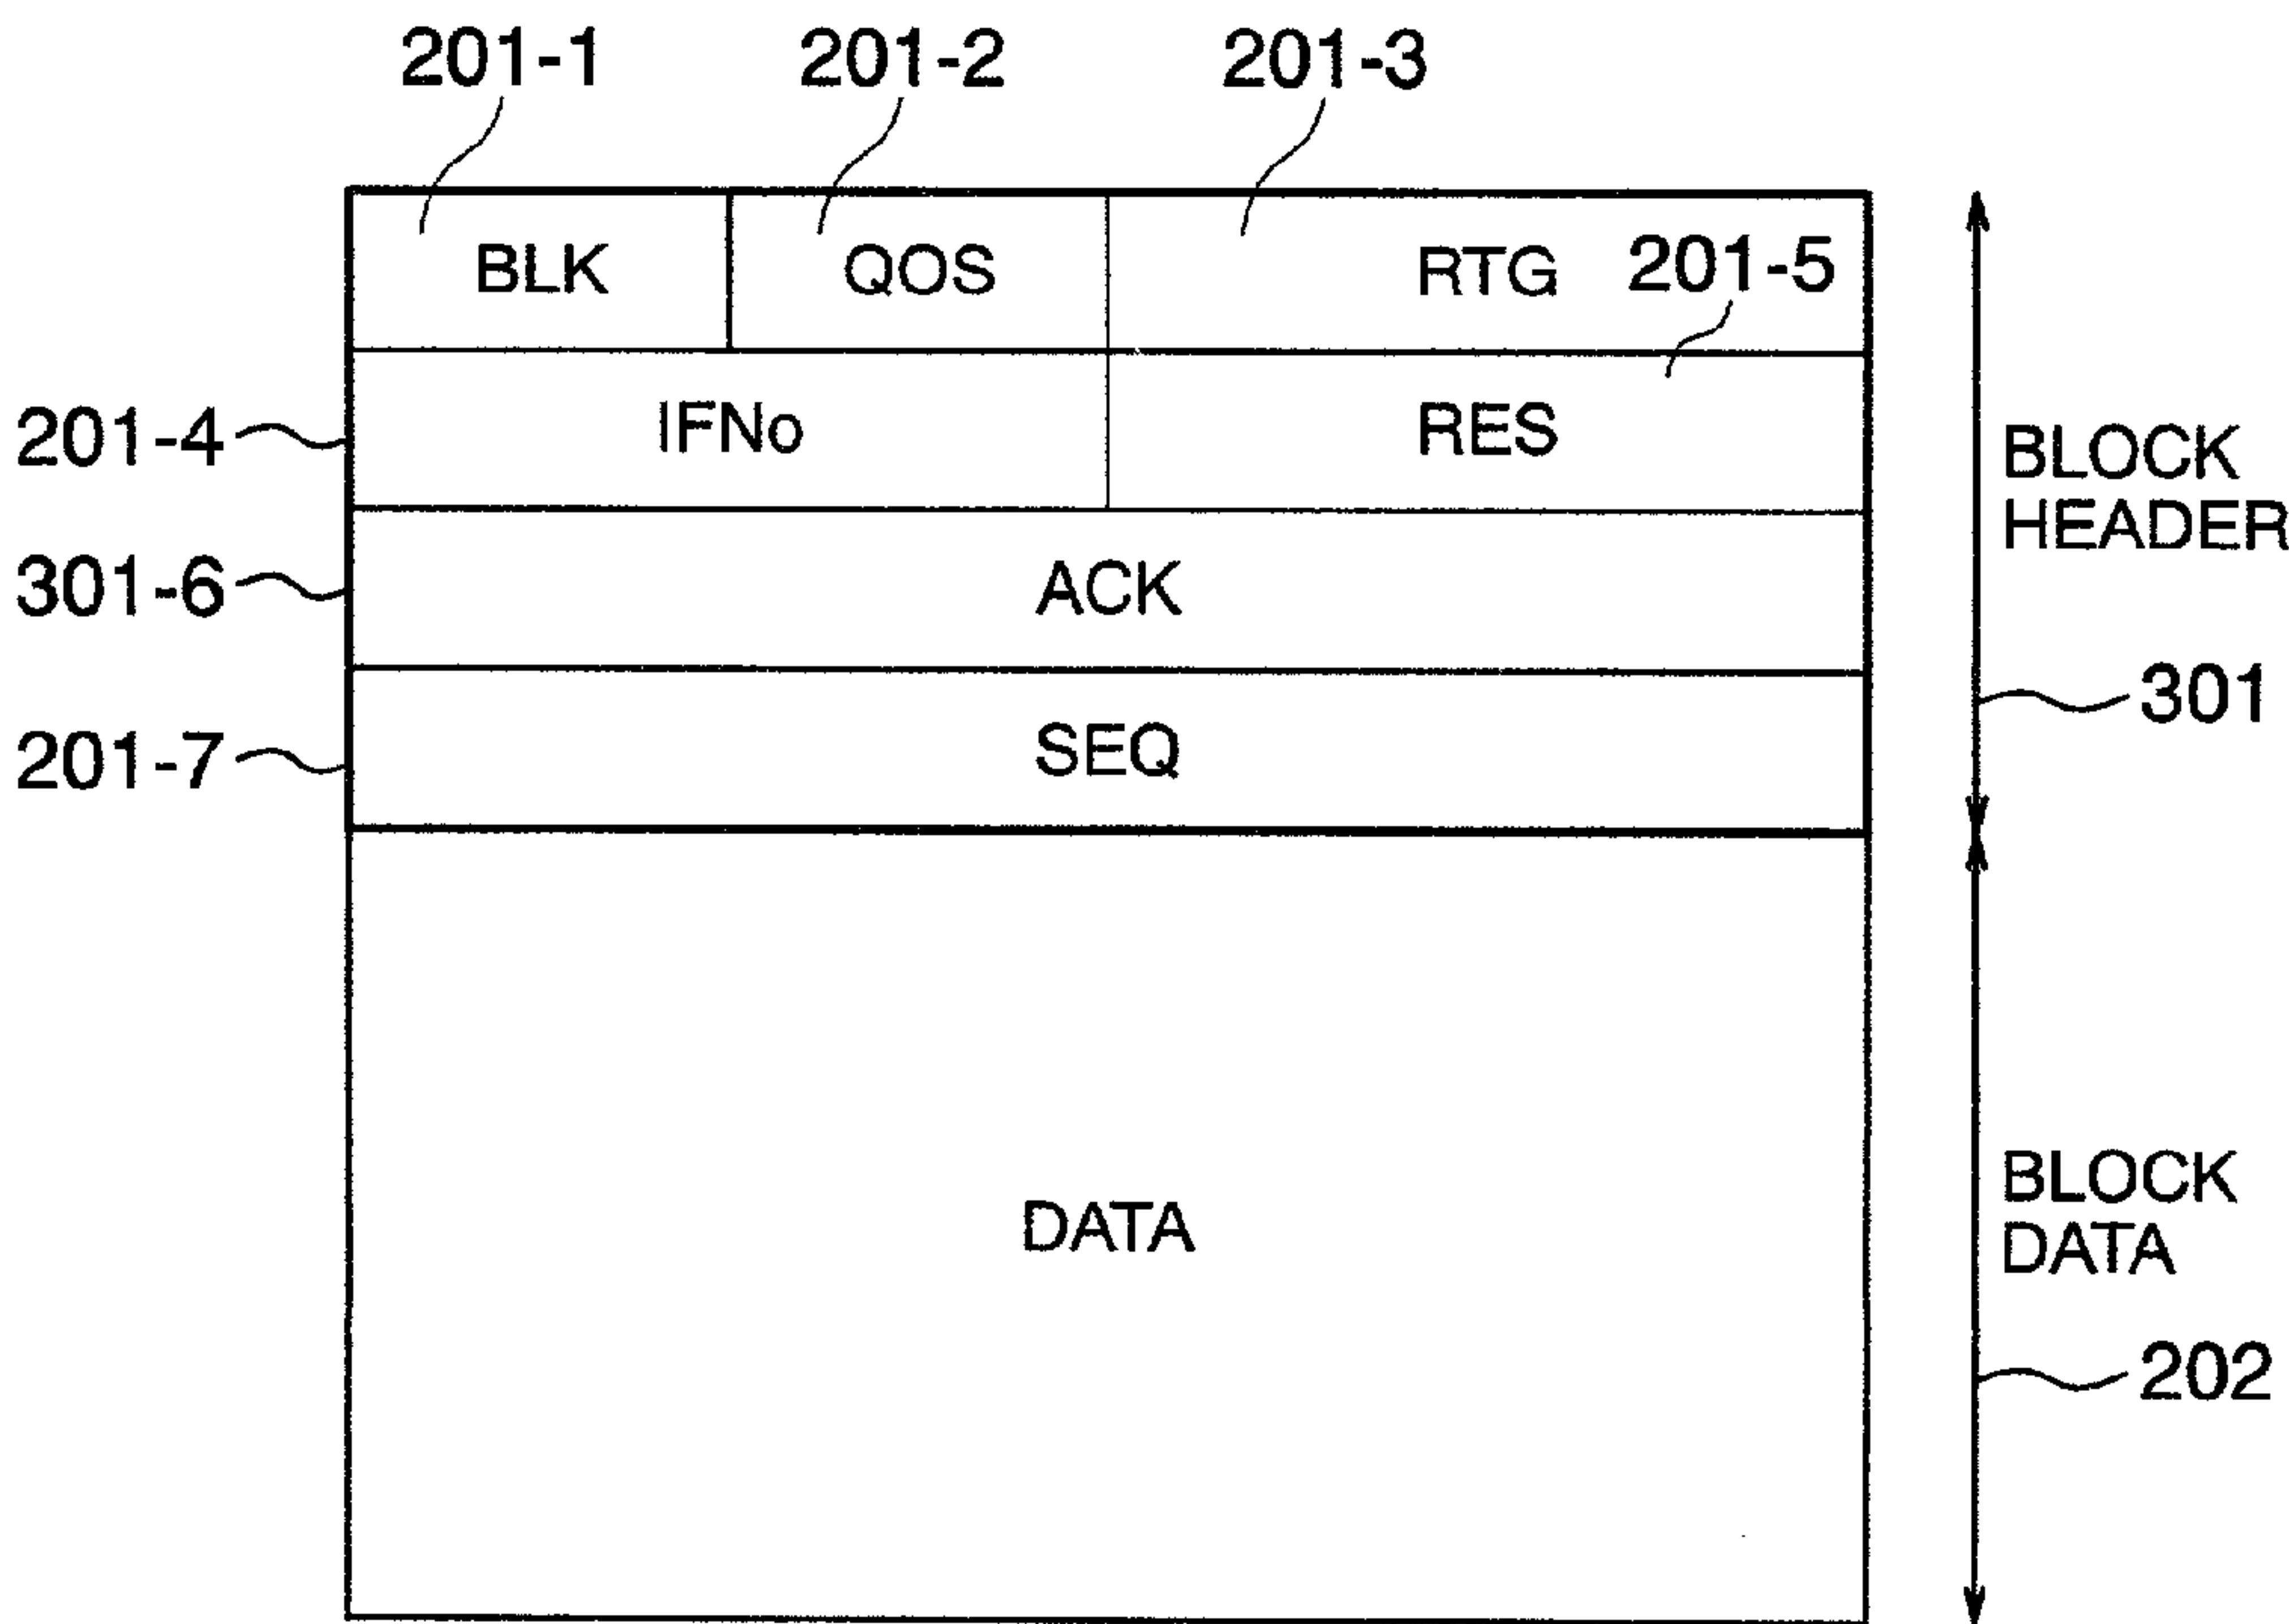 201-1 201-2 201-3
BLK QOS RTG 201-5
201-4 IFNo RES
BLOCK
HEADER
301-6 ACK
301
201-7 SEQ
DATA
BLOCK
DATA
202